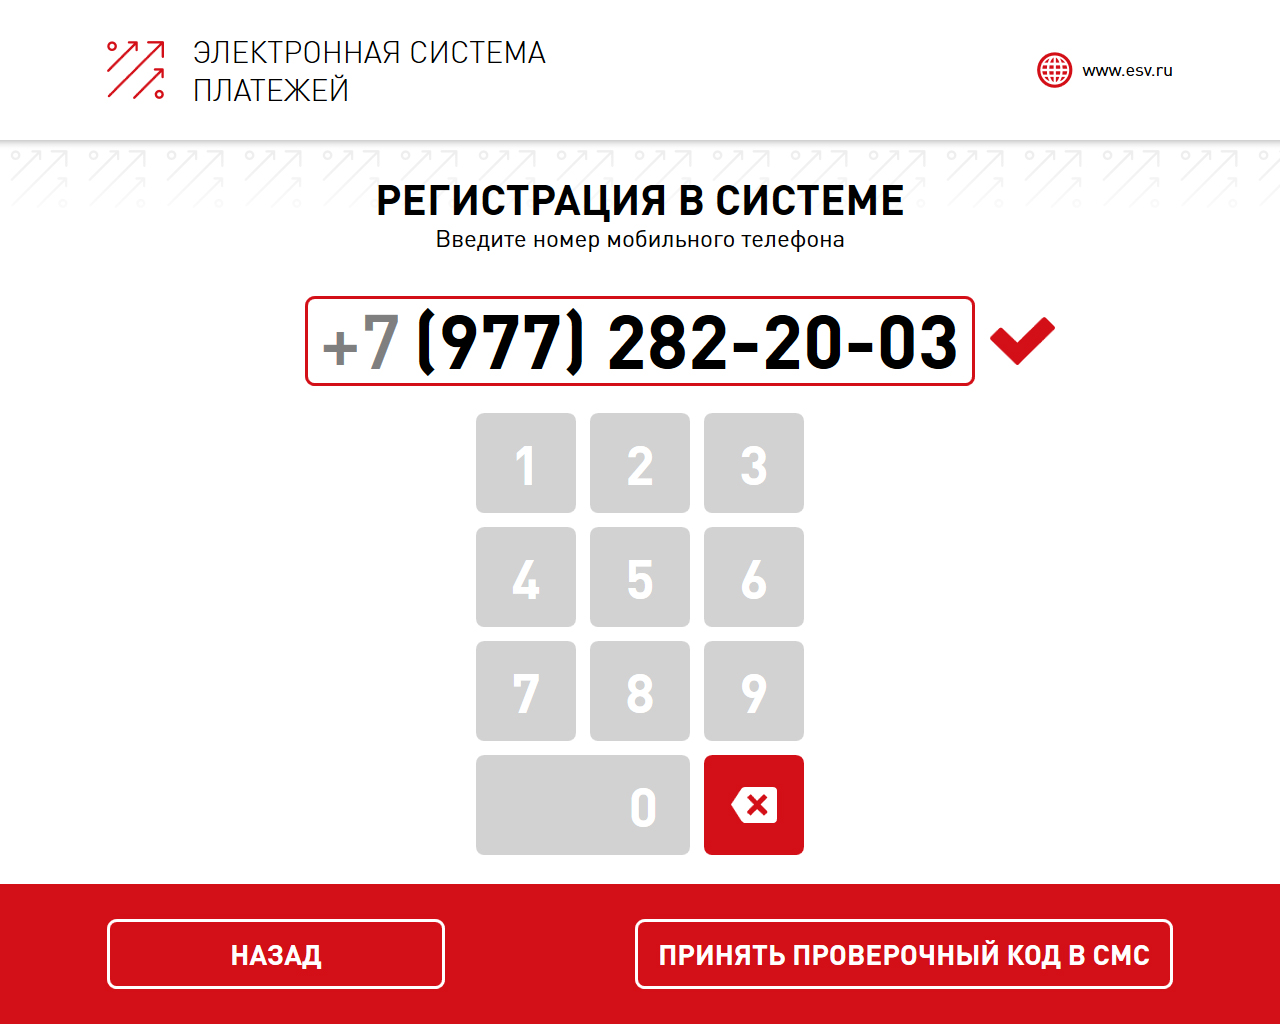 ЭЛЕКТРОННАЯ СИСТЕМА
ПЛАТЕЖЕЙ
www.esv.ru
РЕГИСТРАЦИЯ В СИСТЕМЕ
Введите номер мобильного телефона
+7 (977) 282-20-03
1 2 3
4 5 6
7 8 9
0
НАЗАД
ПРИНЯТЬ ПРОВЕРОЧНЫЙ КОД В СМС